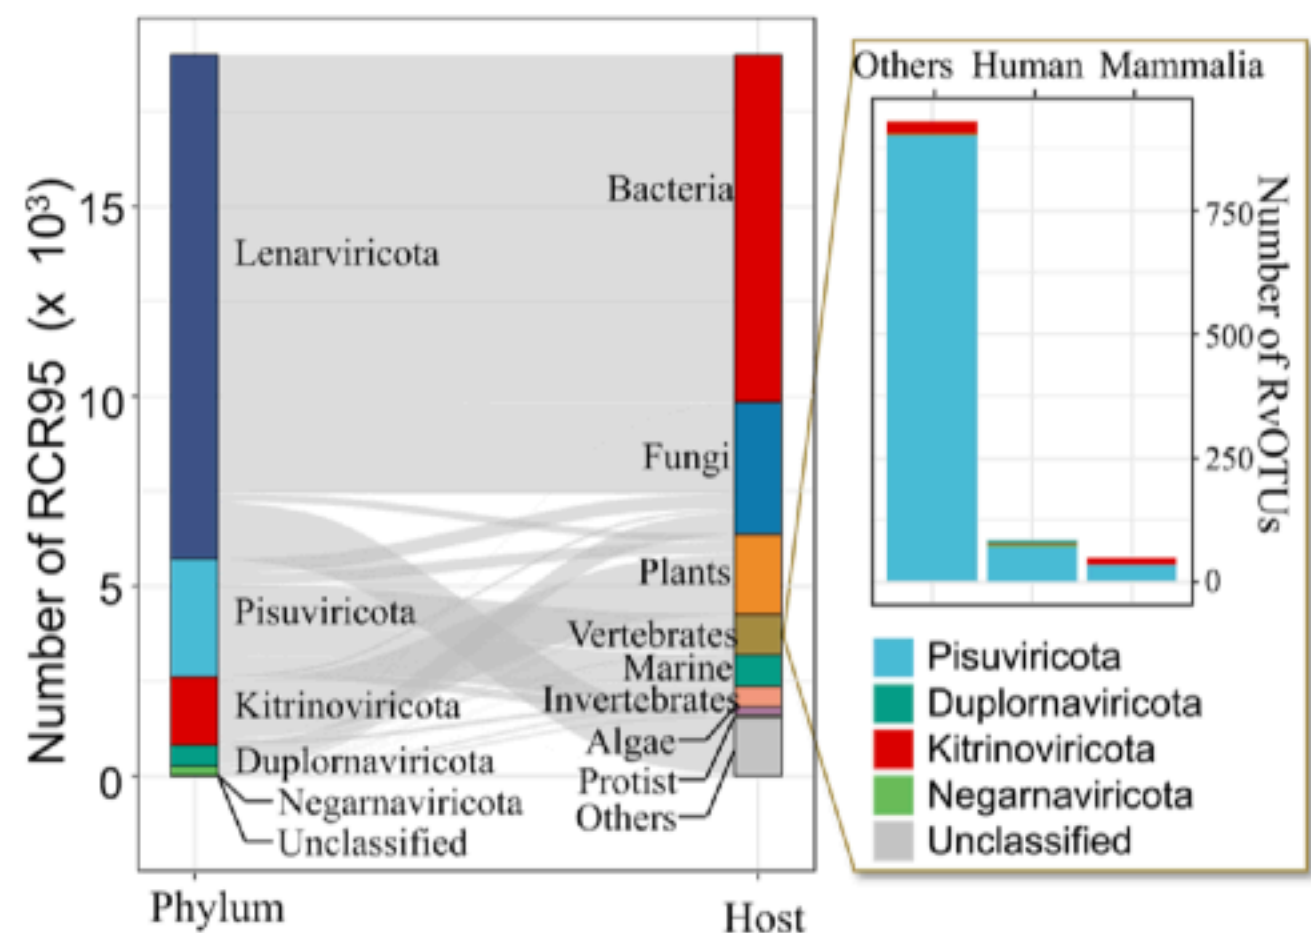 Number of RCR95 (x 10³)
15
10
5
0
Lenarviricota
Pisuviricota
Kitrinoviricota
Duplornaviricota
Negarnaviricota
Unclassified
Bacteria
Fungi
Plants
Vertebrates
Marine
Invertebrates
Algae
Protist
Others
Phylum
Host
Others Human Mammalia
750
500
250
0
Number of RvOTUs
Pisuviricota
Duplornaviricota
Kitrinoviricota
Negarnaviricota
Unclassified